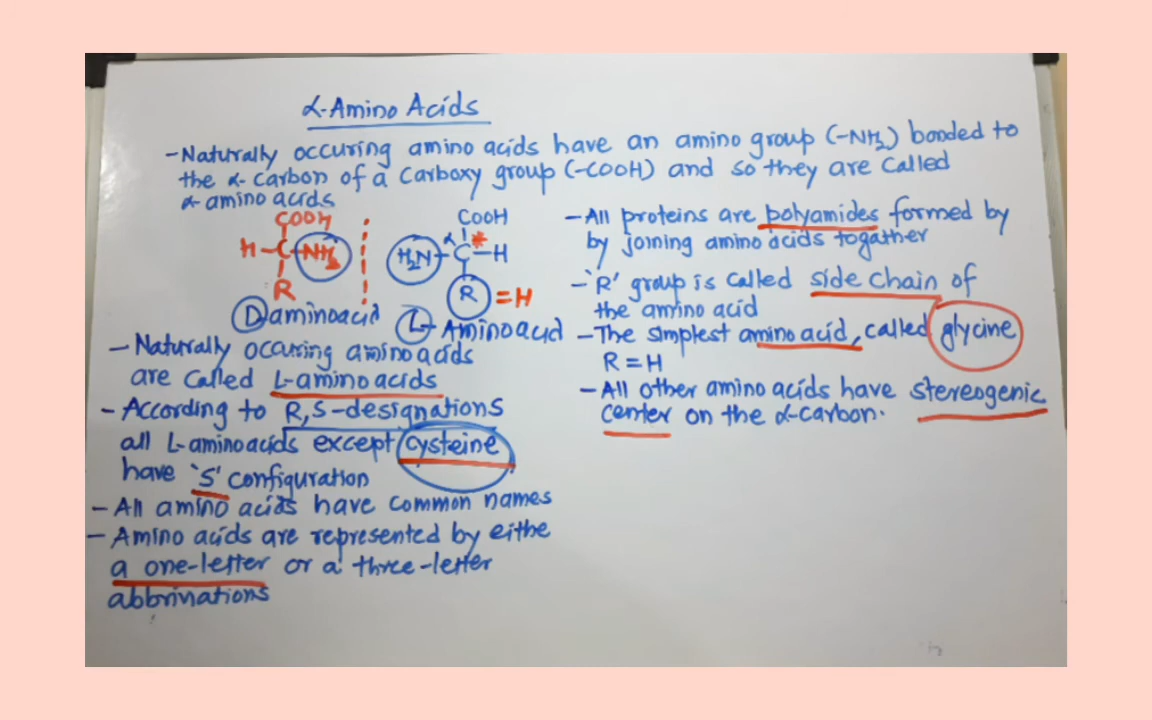 α-Amino Acids
-Naturally occuring amino acids have an amino group (-NH2) bonded to
the α-carbon of a carboxy group (-COOH) and so they are called
α-amino acids
COOH
H-C-NH2
R
D aminoacid
COOH
α *
H2N-C-H
R =H
L- Aminoacid
- Naturally occuring aminoacids
are called L-amino acids
- According to R,S-designations
all L-aminoacids except cysteine
have 'S' configuration
- All amino acids have common names
- Amino acids are represented by eithe
a one-letter or a three-letter
abbrivations
-All proteins are polyamides formed by
by joining amino acids togather
-'R' group is called side chain of
the amino acid
-The simplest amino acid, called glycine
R=H
-All other amino acids have stereogenic
center on the α-carbon.